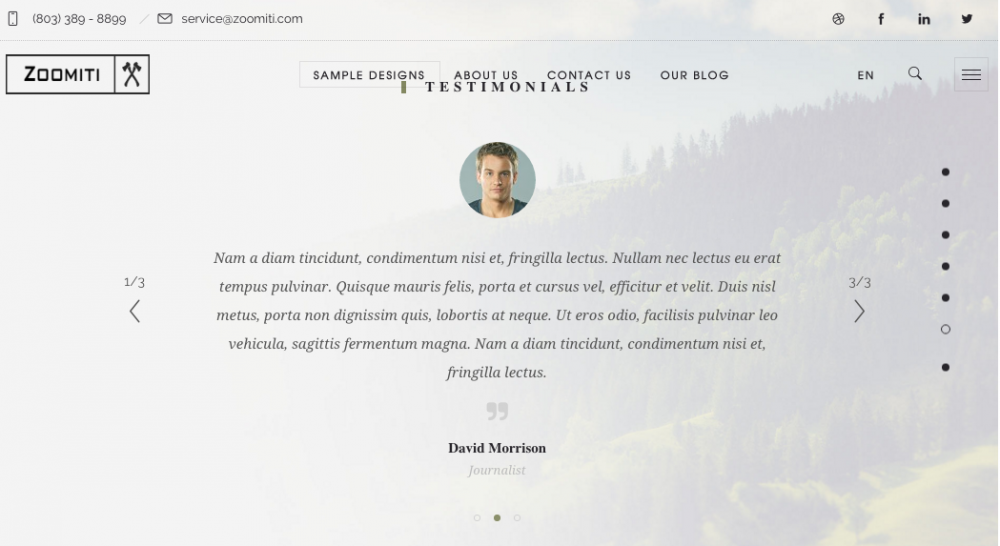 (803) 389 - 8899
service@zoomiti.com
ZOOMITI
SAMPLE DESIGNS
ABOUT US
CONTACT US
OUR BLOG
EN
TESTIMONIALS
Nam a diam tincidunt, condimentum nisi et, fringilla lectus. Nullam nec lectus eu erat
tempus pulvinar. Quisque mauris felis, porta et cursus vel, efficitur et velit. Duis nisl
metus, porta non dignissim quis, lobortis at neque. Ut eros odio, facilisis pulvinar leo
vehicula, sagittis fermentum magna. Nam a diam tincidunt, condimentum nisi et,
fringilla lectus.
1/3
3/3
David Morrison
Journalist